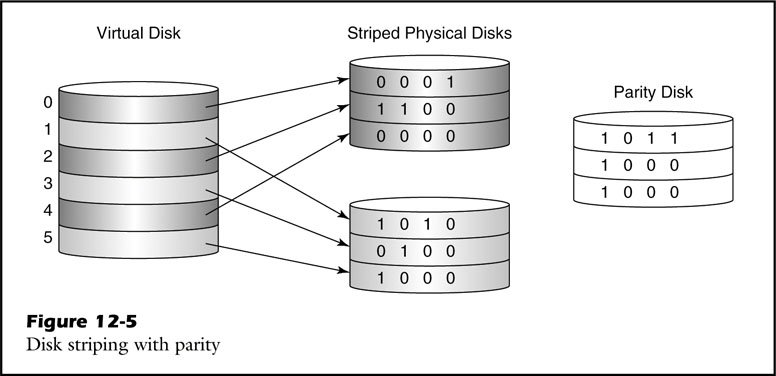 Virtual Disk
0
1
2
3
4
5
Striped Physical Disks
0 0 0 1
1 1 0 0
0 0 0 0
1 0 1 0
0 1 0 0
1 0 0 0
Parity Disk
1 0 1 1
1 0 0 0
1 0 0 0
Figure 12-5
Disk striping with parity